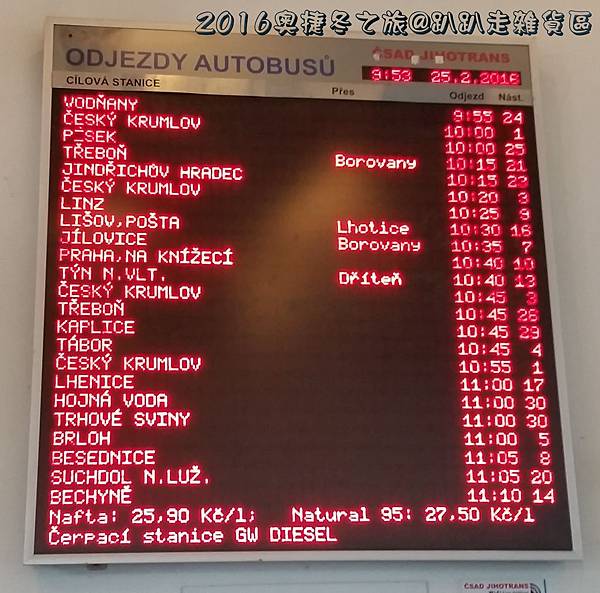 2016奧捷冬之旅@趴趴走雜貨區
ODJEZDY AUTOBUSŮ ČSAD JIHOTRANS
9:53 25.2.2016
CÍLOVÁ STANICE Přes Odjezd Nást.
VODŇANY 9:55 24
ČESKÝ KRUMLOV 10:00 1
PÍSEK 10:00 25
TŘEBOŇ Borovany 10:15 21
JINDŘICHŮV HRADEC 10:15 23
ČESKÝ KRUMLOV 10:20 3
LINZ 10:25 9
LIŠOV,POŠTA Lhotice 10:30 16
JÍLOVICE Borovany 10:35 7
PRAHA,NA KNÍŽECÍ 10:40 10
TÝN N.VLT. Dříteň 10:40 13
ČESKÝ KRUMLOV 10:45 3
TŘEBOŇ 10:45 26
KAPLICE 10:45 29
TÁBOR 10:45 4
ČESKÝ KRUMLOV 10:55 1
LHENICE 11:00 17
HOJNÁ VODA 11:00 30
TRHOVÉ SVINY 11:00 30
BRLOH 11:00 5
BESEDNICE 11:05 8
SUCHDOL N.LUŽ. 11:05 20
BECHYNĚ 11:10 14
Nafta: 25,90 Kč/l; Natural 95: 27,50 Kč/l
Čerpací stanice GW DIESEL
ČSAD JIHOTRANS